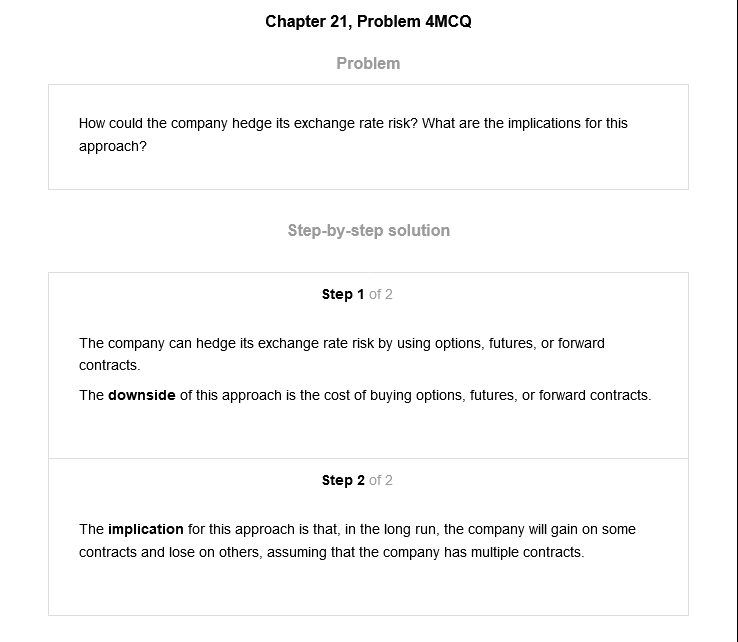 Chapter 21, Problem 4MCQ
Problem
How could the company hedge its exchange rate risk? What are the implications for this
approach?
Step-by-step solution
Step 1 of 2
The company can hedge its exchange rate risk by using options, futures, or forward
contracts.
The downside of this approach is the cost of buying options, futures, or forward contracts.
Step 2 of 2
The implication for this approach is that, in the long run, the company will gain on some
contracts and lose on others, assuming that the company has multiple contracts.